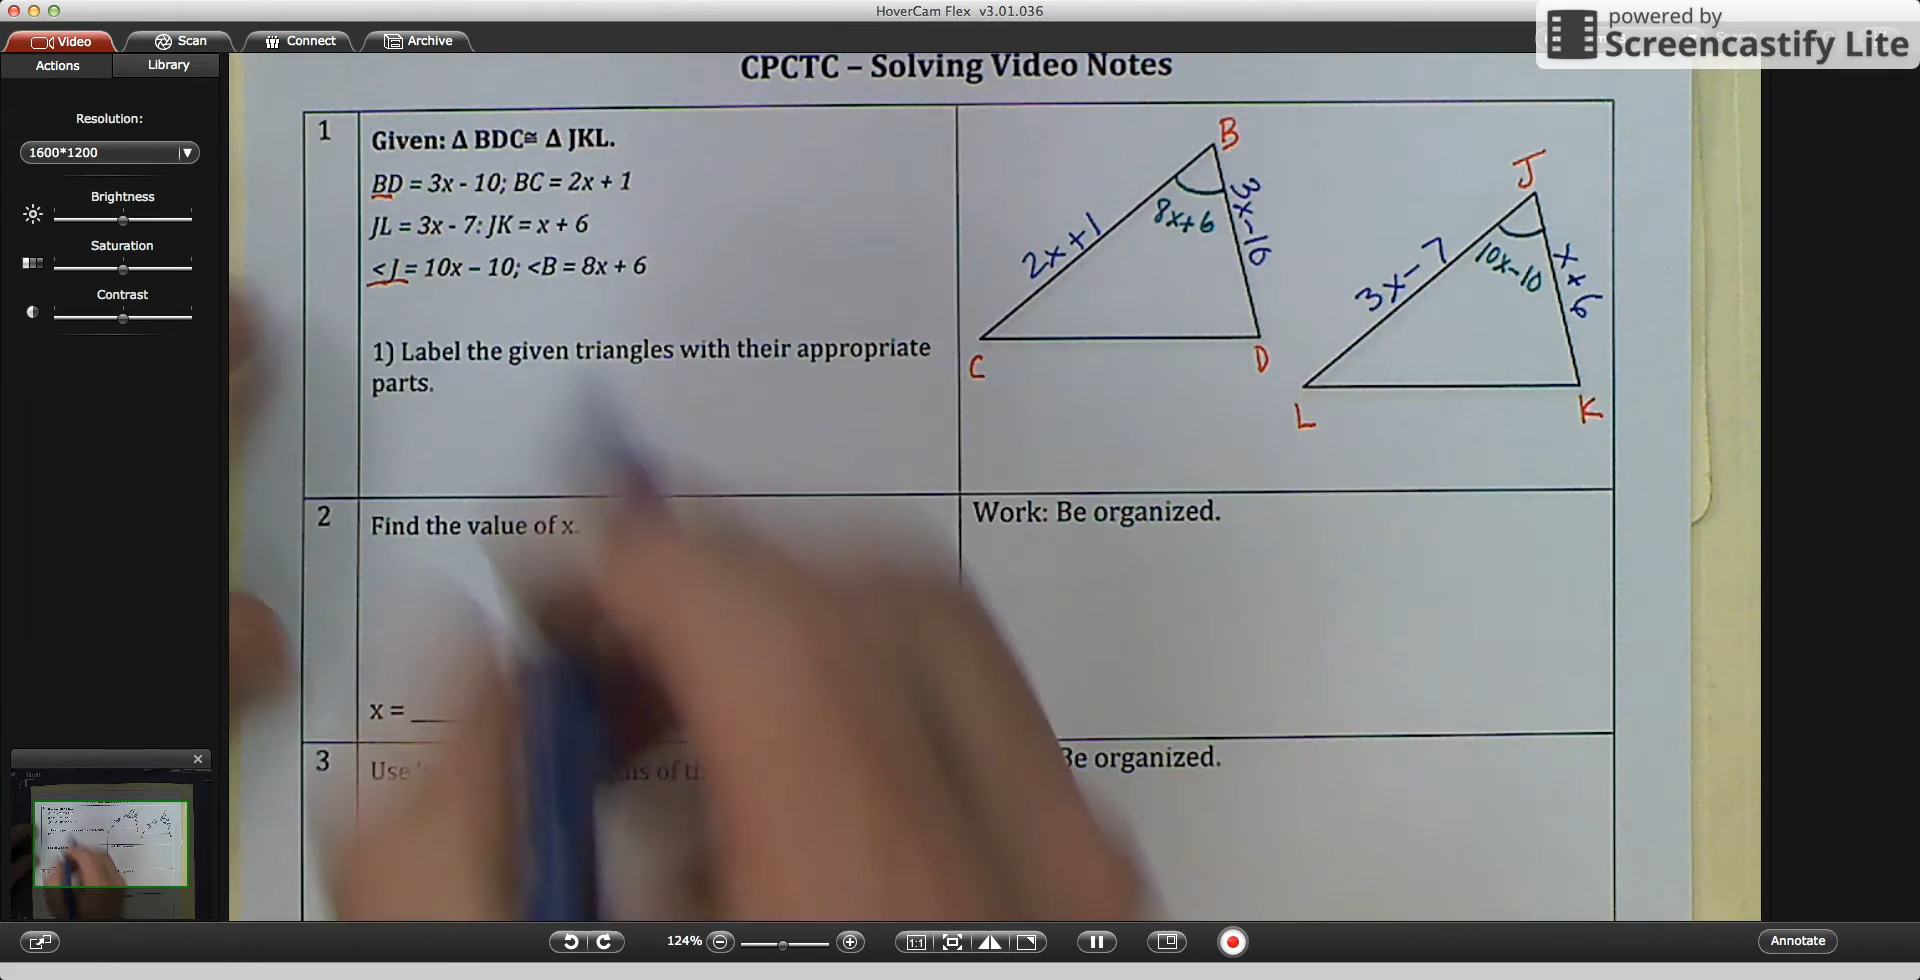 HoverCam Flex v3.01.036
powered by
Screencastify Lite
Video
Scan
Connect
Archive
Actions
Library
Resolution:
1600*1200
Brightness
Saturation
Contrast
CPCTC – Solving Video Notes
1
Given: Δ BDC≅ Δ JKL.
BD = 3x - 10; BC = 2x + 1
JL = 3x - 7: JK = x + 6
<J = 10x – 10; <B = 8x + 6
1) Label the given triangles with their appropriate
parts.
B
2x+1
8x+6
3x-10
C
D
J
3x-7
10x-10
x+6
L
K
2
Find the value of x.
x = ____
Work: Be organized.
3
Use
of
Be organized.
124%
1:1
Annotate